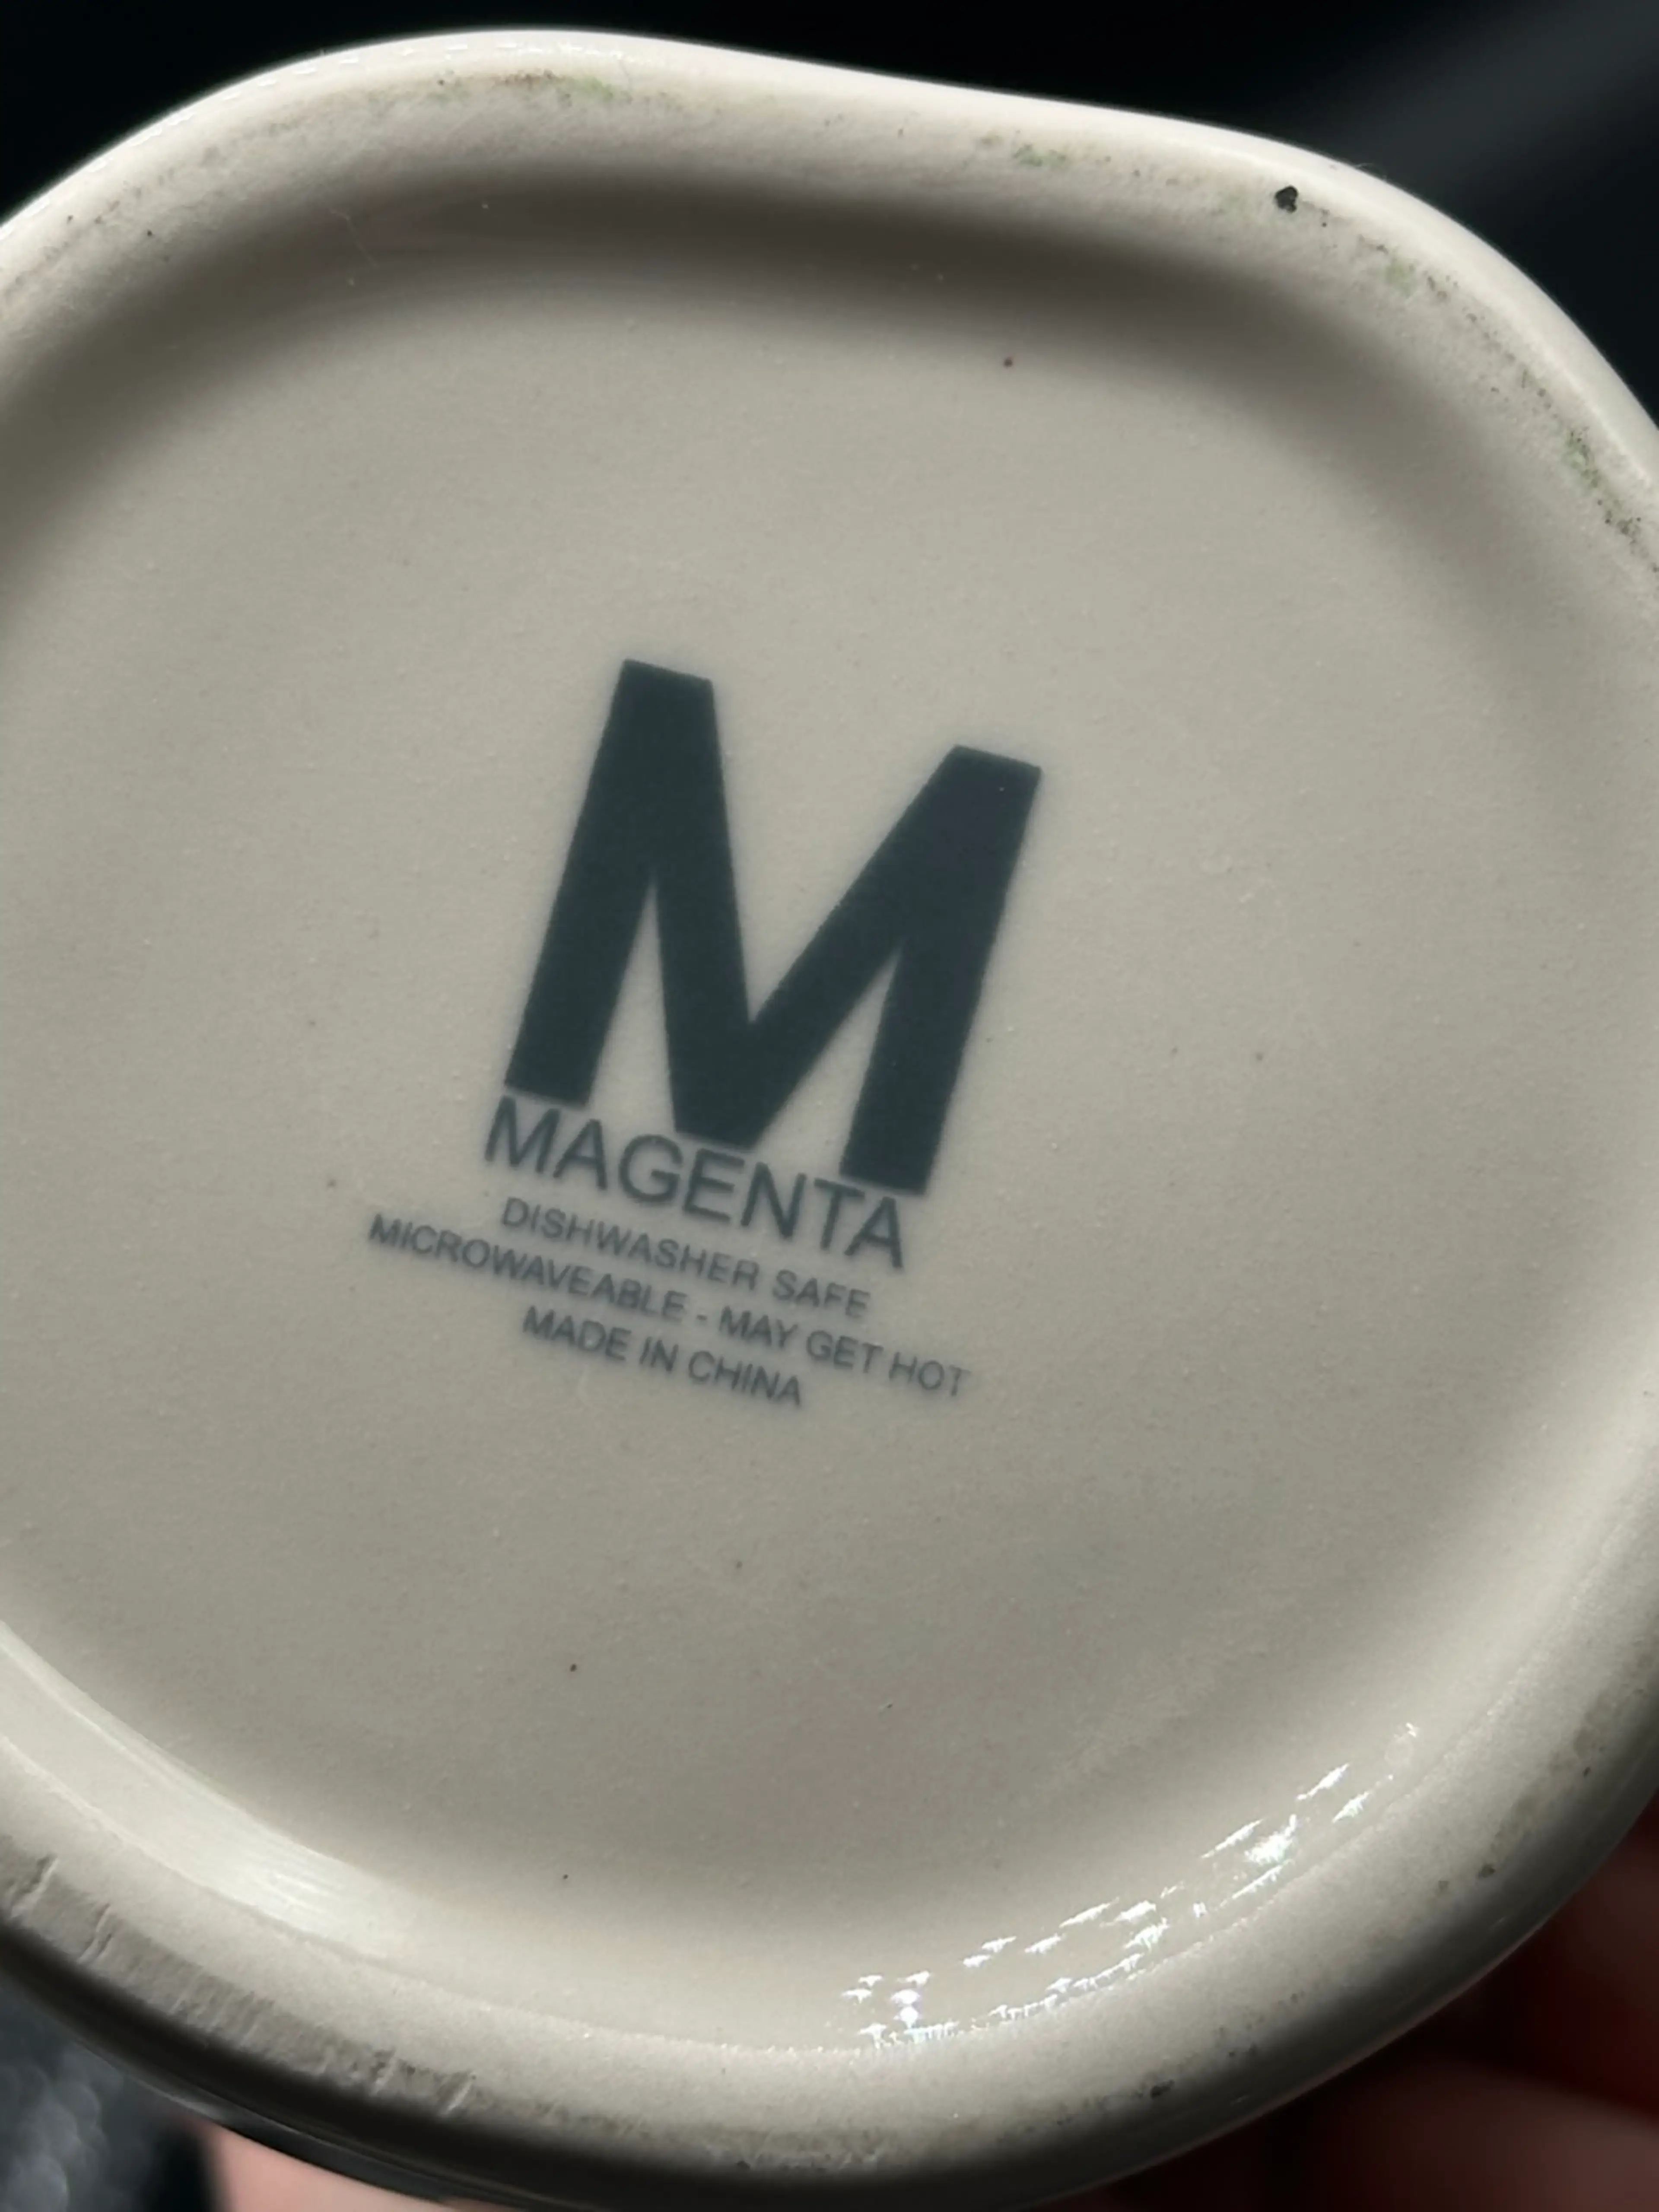 M
MAGENTA
DISHWASHER SAFE
MICROWAVEABLE - MAY GET HOT
MADE IN CHINA